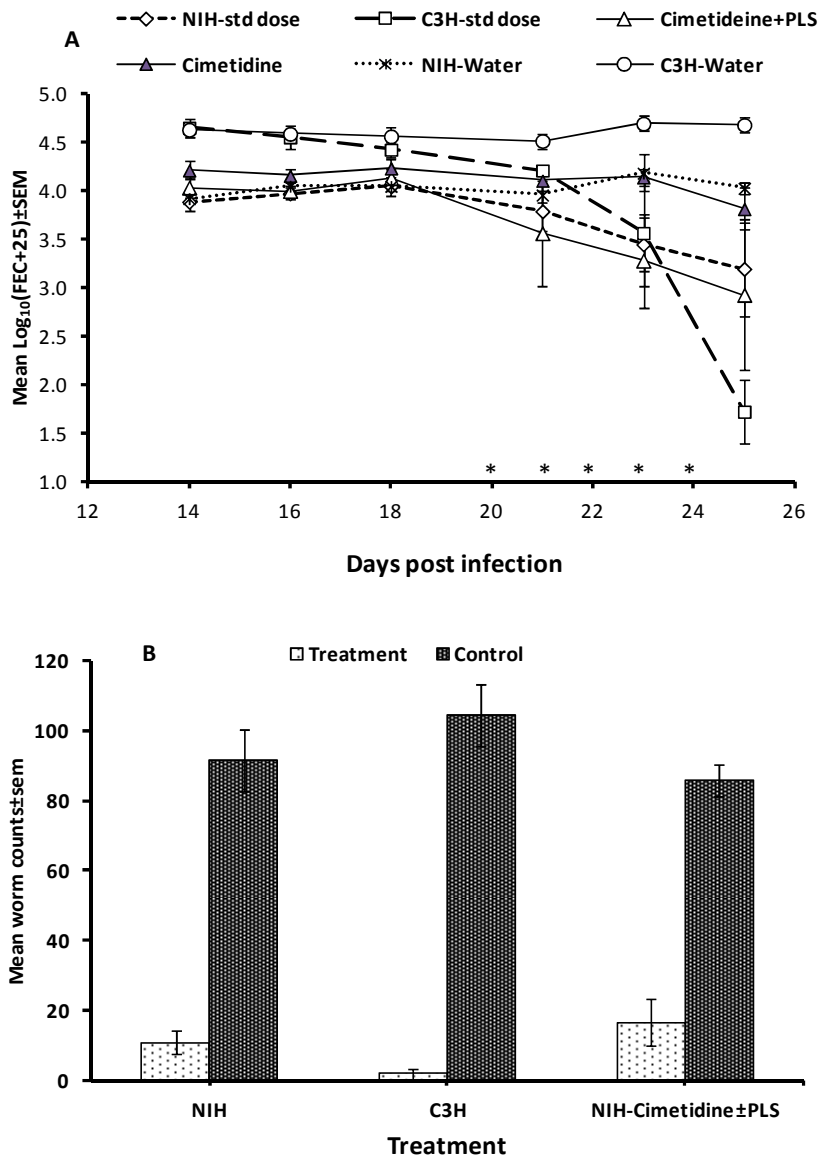 NIH-std dose C3H-std dose Cimetideine+PLS
A
Cimetidine NIH-Water C3H-Water
5.0
4.5
4.0
3.5
3.0
2.5
2.0
1.5
1.0
Mean Log10(FEC+25)±SEM
* * * * *
12 14 16 18 20 22 24 26
Days post infection
B
Treatment Control
120
100
80
60
40
20
0
Mean worm counts±sem
NIH C3H NIH-Cimetidine±PLS
Treatment